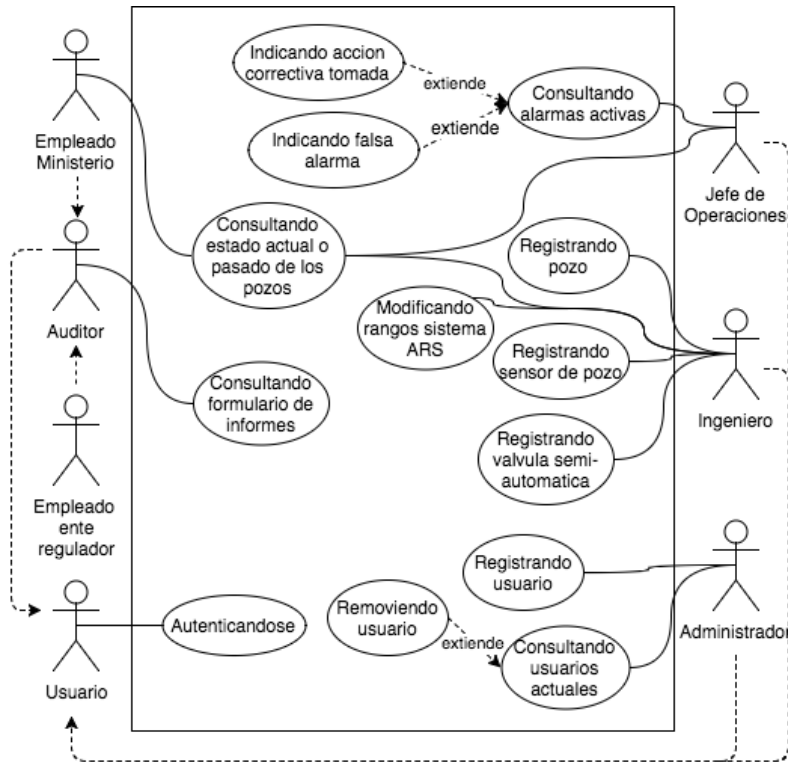 Indicando accion
correctiva tomada
extiende
Consultando
alarmas activas
extiende
Indicando falsa
alarma
Empleado
Ministerio
Jefe de
Operaciones
Consultando
estado actual o
pasado de los
pozos
Registrando
pozo
Auditor
Modificando
rangos sistema
ARS
Registrando
sensor de pozo
Consultando
formulario de
informes
Ingeniero
Registrando
valvula semi-
automatica
Empleado
ente
regulador
Registrando
usuario
Autenticandose
Removiendo
usuario
extiende
Consultando
usuarios
actuales
Administrador
Usuario